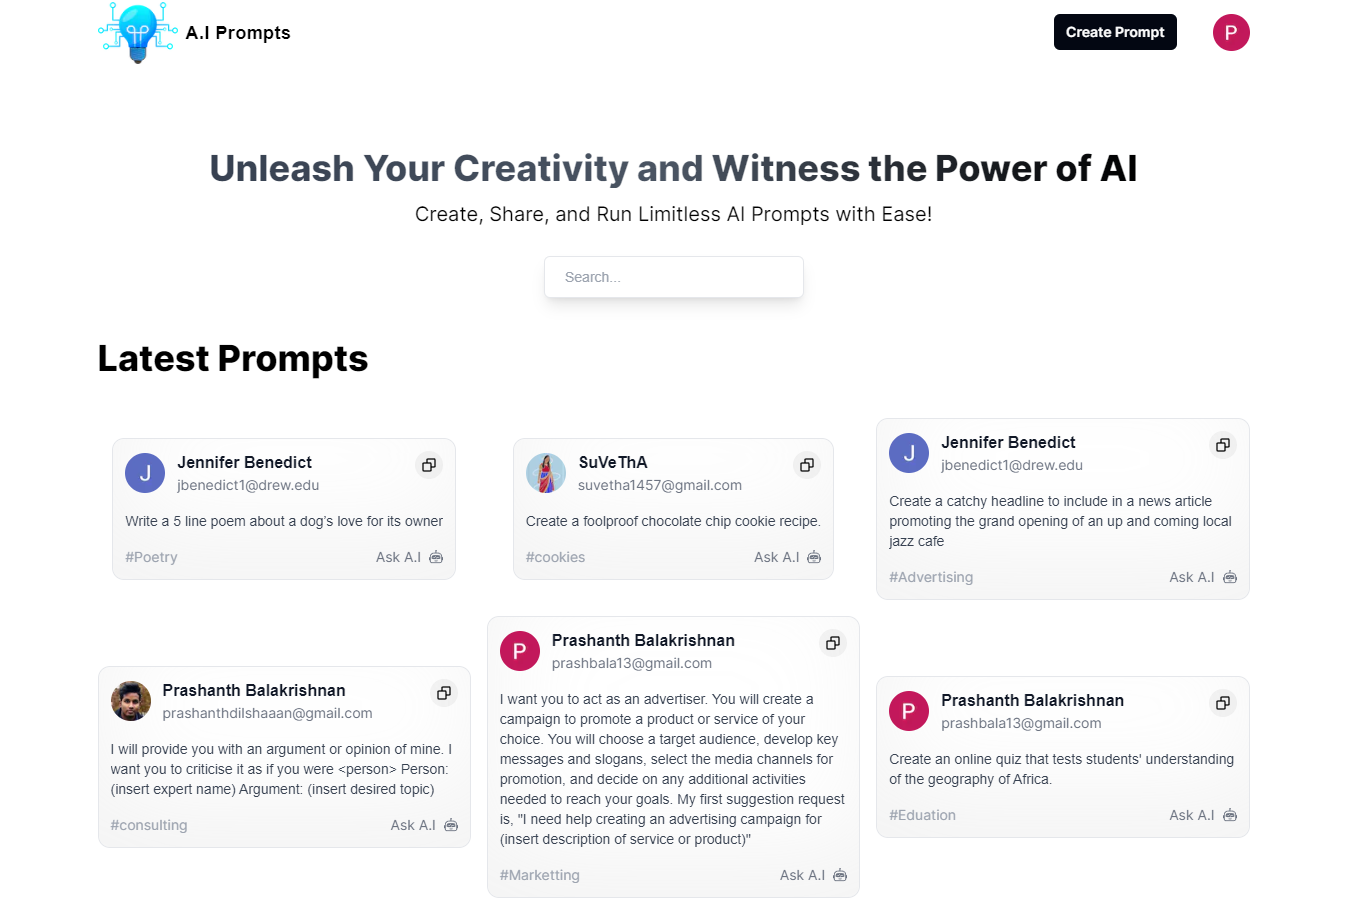 A.I Prompts
Create Prompt
P
Unleash Your Creativity and Witness the Power of AI
Create, Share, and Run Limitless AI Prompts with Ease!
Search...
Latest Prompts
J
Jennifer Benedict
jbenedict1@drew.edu
Write a 5 line poem about a dog’s love for its owner
#Poetry
Ask A.I
SuVeThA
suvetha1457@gmail.com
Create a foolproof chocolate chip cookie recipe.
#cookies
Ask A.I
J
Jennifer Benedict
jbenedict1@drew.edu
Create a catchy headline to include in a news article
promoting the grand opening of an up and coming local
jazz cafe
#Advertising
Ask A.I
Prashanth Balakrishnan
prashanthdilshaaan@gmail.com
I will provide you with an argument or opinion of mine. I
want you to criticise it as if you were <person> Person:
(insert expert name) Argument: (insert desired topic)
#consulting
Ask A.I
P
Prashanth Balakrishnan
prashbala13@gmail.com
I want you to act as an advertiser. You will create a
campaign to promote a product or service of your
choice. You will choose a target audience, develop key
messages and slogans, select the media channels for
promotion, and decide on any additional activities
needed to reach your goals. My first suggestion request
is, "I need help creating an advertising campaign for
(insert description of service or product)"
#Marketting
Ask A.I
P
Prashanth Balakrishnan
prashbala13@gmail.com
Create an online quiz that tests students' understanding
of the geography of Africa.
#Eduation
Ask A.I